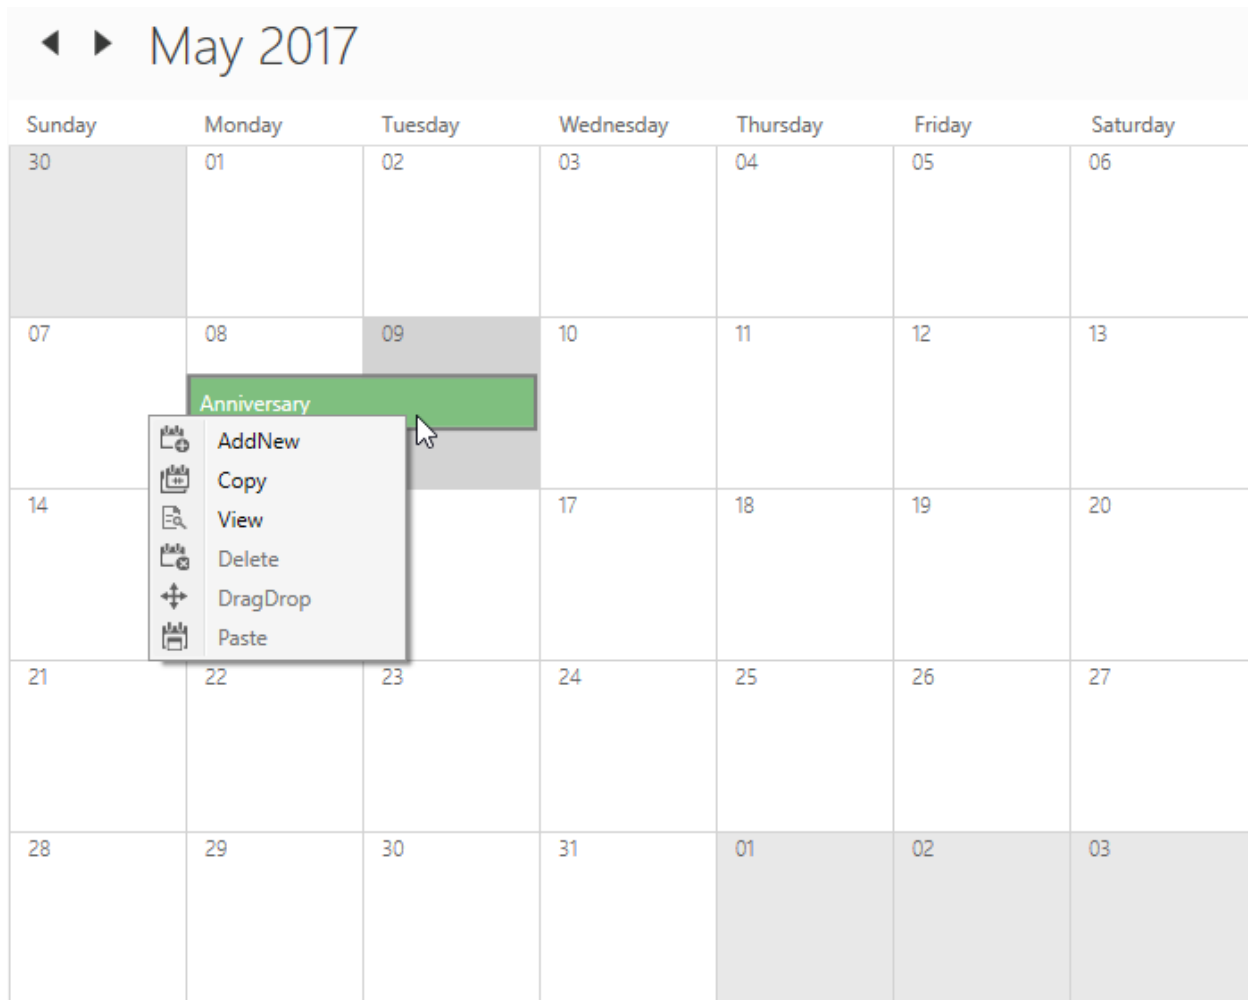 May 2017
Sunday Monday Tuesday Wednesday Thursday Friday Saturday
30 01 02 03 04 05 06
07 08 09 10 11 12 13
Anniversary
AddNew
Copy
View
Delete
DragDrop
Paste
14 17 18 19 20
21 22 23 24 25 26 27
28 29 30 31 01 02 03